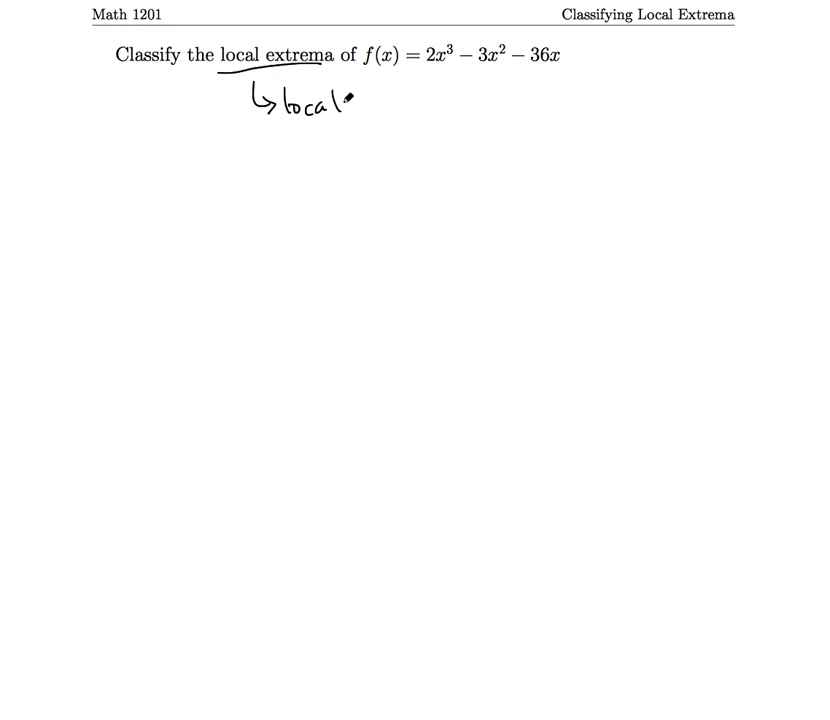 Math 1201 Classifying Local Extrema
Classify the local extrema of f(x) = 2x³ − 3x² − 36x
↳ local